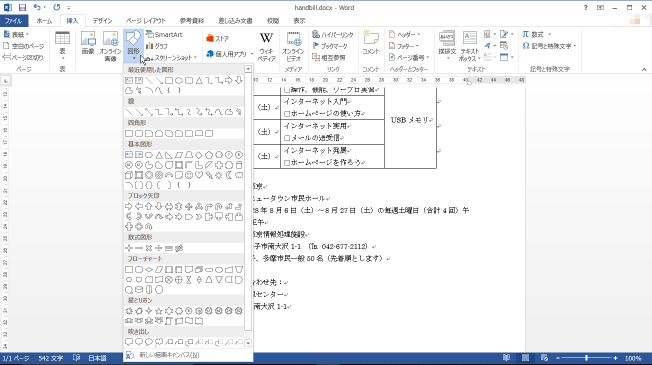 handbill.docx - Word
ファイル ホーム 挿入 デザイン ページ レイアウト 参考資料 差し込み文書 校閲 表示
表紙
空白のページ
ページ区切り
ページ
表
表
画像
オンライン画像
図形
SmartArt
グラフ
スクリーンショット
ストア
個人用アプリ
Wウィキペディア
オンラインビデオ
メディア
ハイパーリンク
ブックマーク
相互参照
リンク
コメント
コメント
ヘッダー
フッター
ページ番号
ヘッダーとフッター
挨拶文
テキストボックス
テキスト
数式
記号と特殊文字
記号と特殊文字
最近使用した図形
線
四角形
基本図形
ブロック矢印
数式図形
フローチャート
星とリボン
吹き出し
新しい描画キャンバス(N)
□操作、機能、ワープロ実習
(土) インターネット入門
□ホームページの使い方
(土) インターネット実用
□メールの送受信
(土) インターネット発展
□ホームページを作ろう
USB メモリ
ニュータウン市民ホール
年 8 月 6 日(土)～8 月 27 日(土)の毎週土曜日(合計 4 回)午
正午
京情報処理施設
子市南大沢 1-1 (℡ 042-677-2112)
、多摩市民一般 50 名(先着順とします)
わせ先:
センター
南大沢 1-1
1/1 ページ 542 文字 日本語 100%